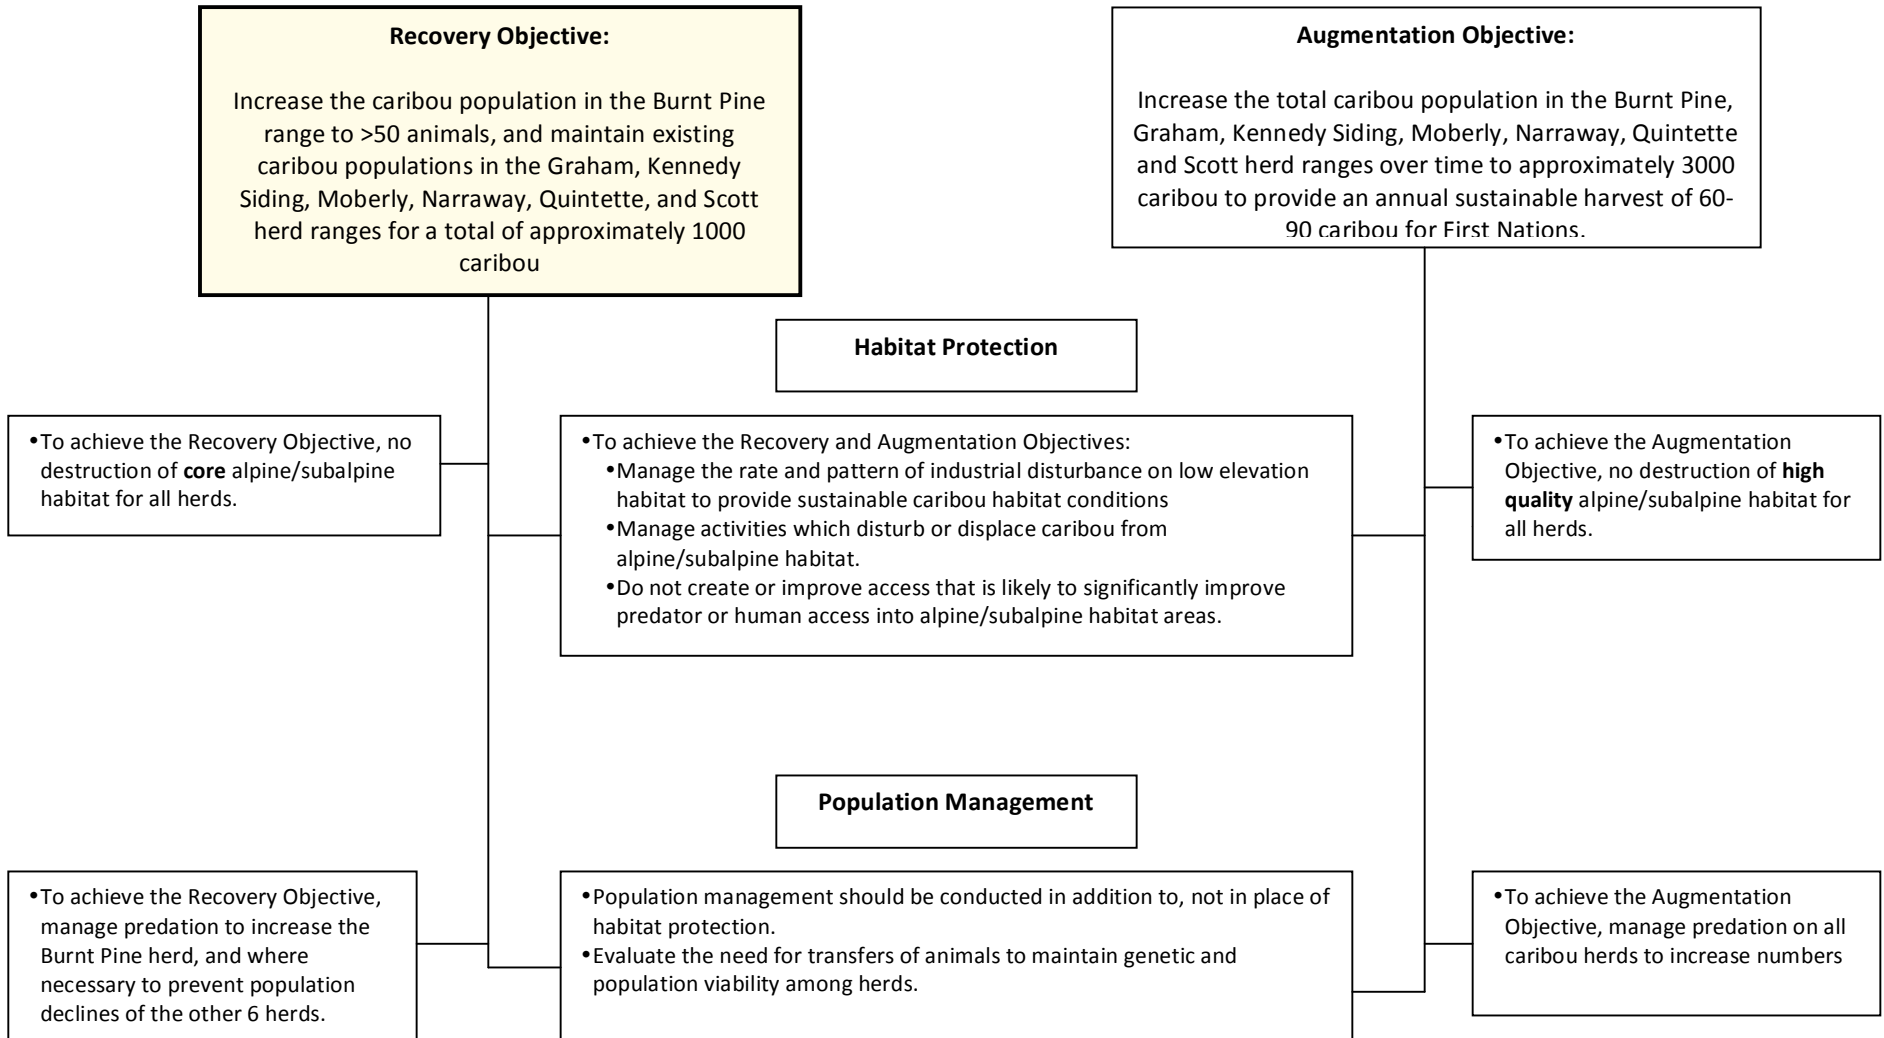 Recovery Objective:
Increase the caribou population in the Burnt Pine
range to >50 animals, and maintain existing
caribou populations in the Graham, Kennedy
Siding, Moberly, Narraway, Quintette, and Scott
herd ranges for a total of approximately 1000
caribou
Augmentation Objective:
Increase the total caribou population in the Burnt Pine,
Graham, Kennedy Siding, Moberly, Narraway, Quintette
and Scott herd ranges over time to approximately 3000
caribou to provide an annual sustainable harvest of 60-
90 caribou for First Nations.
Habitat Protection
•To achieve the Recovery Objective, no
destruction of core alpine/subalpine
habitat for all herds.
•To achieve the Recovery and Augmentation Objectives:
•Manage the rate and pattern of industrial disturbance on low elevation
habitat to provide sustainable caribou habitat conditions
•Manage activities which disturb or displace caribou from
alpine/subalpine habitat.
•Do not create or improve access that is likely to significantly improve
predator or human access into alpine/subalpine habitat areas.
•To achieve the Augmentation
Objective, no destruction of high
quality alpine/subalpine habitat for
all herds.
Population Management
•To achieve the Recovery Objective,
manage predation to increase the
Burnt Pine herd, and where
necessary to prevent population
declines of the other 6 herds.
•Population management should be conducted in addition to, not in place of
habitat protection.
•Evaluate the need for transfers of animals to maintain genetic and
population viability among herds.
•To achieve the Augmentation
Objective, manage predation on all
caribou herds to increase numbers